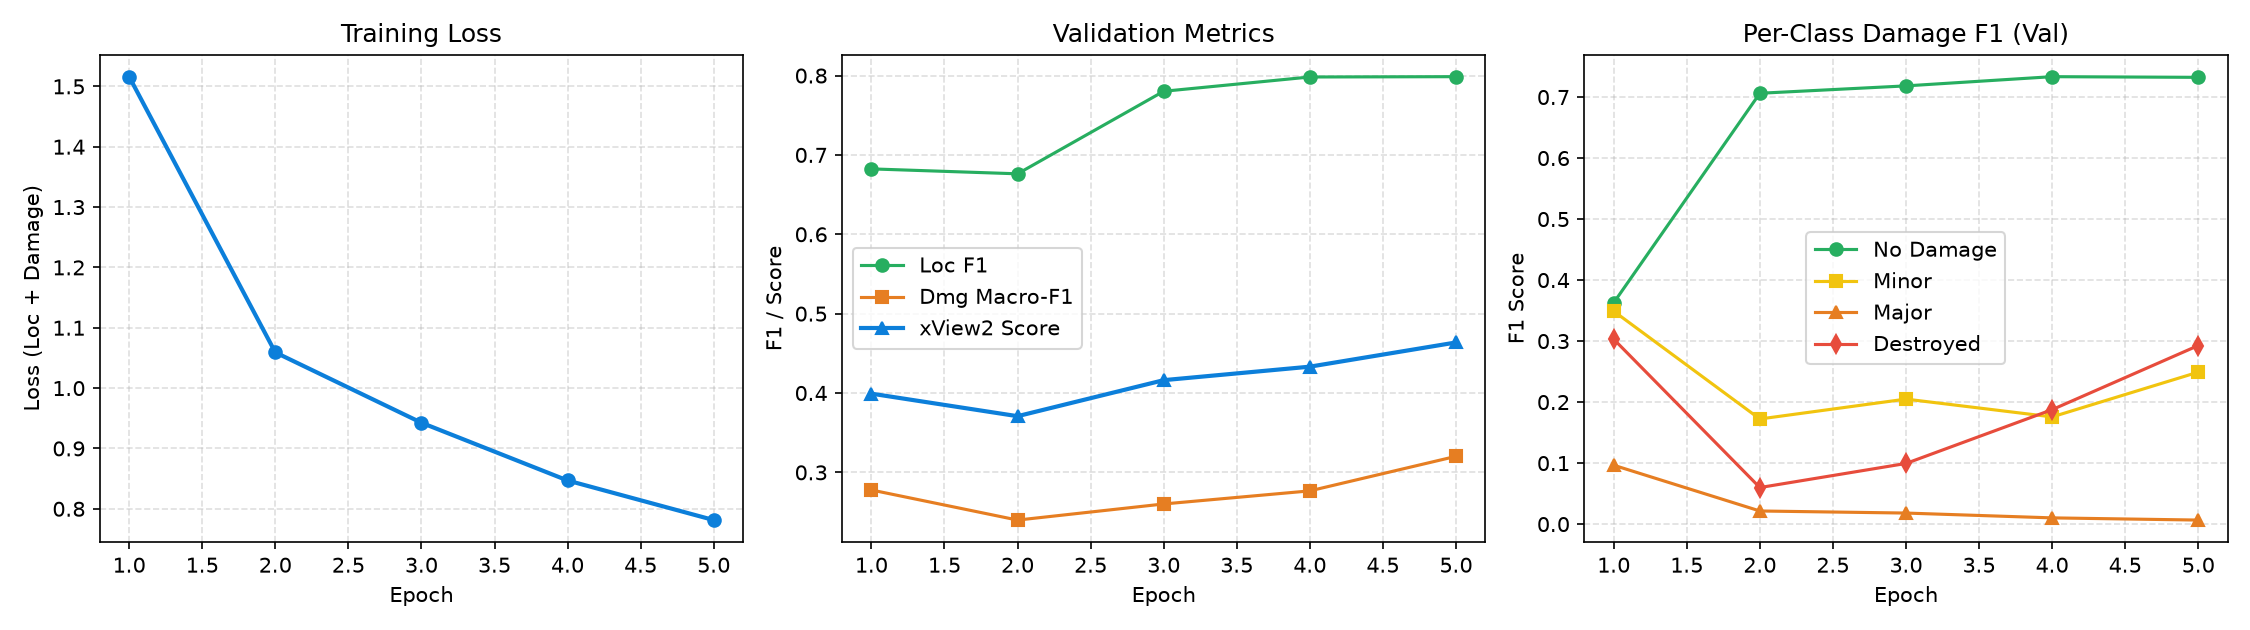 Training Loss
Loss (Loc + Damage)
1.5
1.4
1.3
1.2
1.1
1.0
0.9
0.8
1.0 1.5 2.0 2.5 3.0 3.5 4.0 4.5 5.0
Epoch
Validation Metrics
F1 / Score
0.8
0.7
0.6
0.5
0.4
0.3
Loc F1
Dmg Macro-F1
xView2 Score
1.0 1.5 2.0 2.5 3.0 3.5 4.0 4.5 5.0
Epoch
Per-Class Damage F1 (Val)
F1 Score
0.7
0.6
0.5
0.4
0.3
0.2
0.1
0.0
No Damage
Minor
Major
Destroyed
1.0 1.5 2.0 2.5 3.0 3.5 4.0 4.5 5.0
Epoch